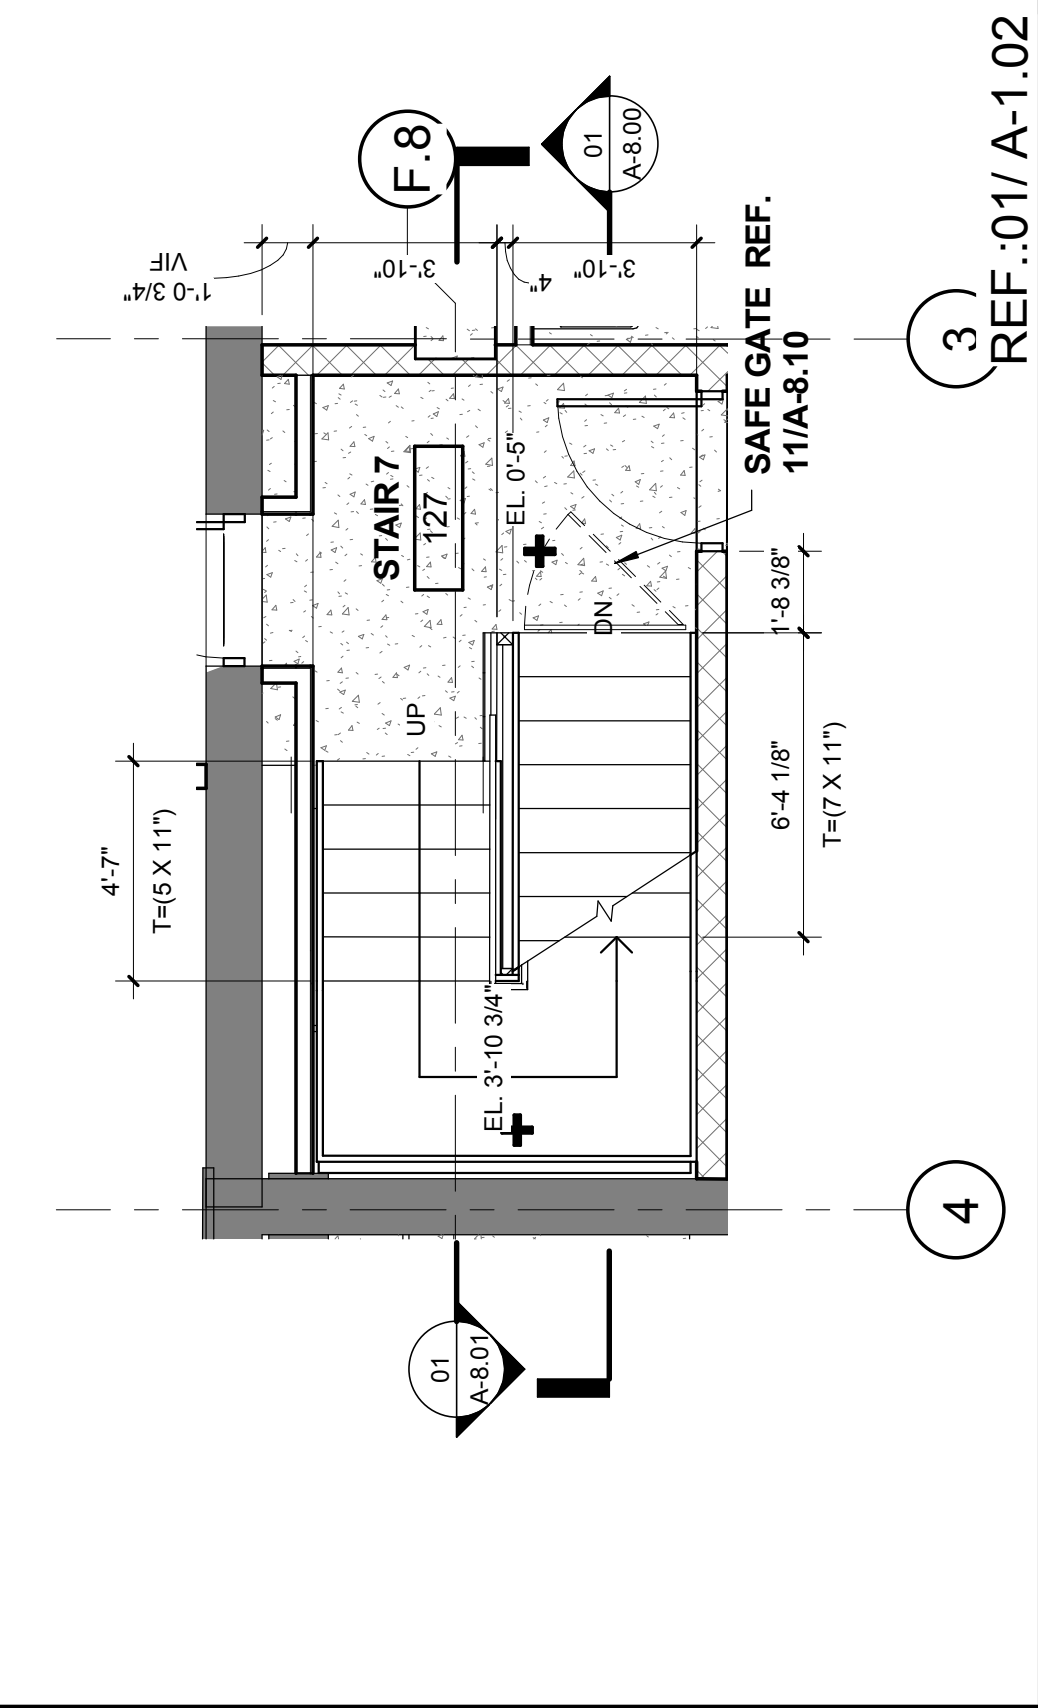 F.8
01
A-8.00
REF.:01/ A-1.02
1'-0 3/4"
VIF
3'-10"
4"
3'-10"
3
SAFE GATE REF.
11/A-8.10
STAIR 7
127
EL. 0'-5"
DN
UP
1'-8 3/8"
6'-4 1/8"
T=(7 X 11")
4'-7"
T=(5 X 11")
EL. 3'-10 3/4"
4
01
A-8.01